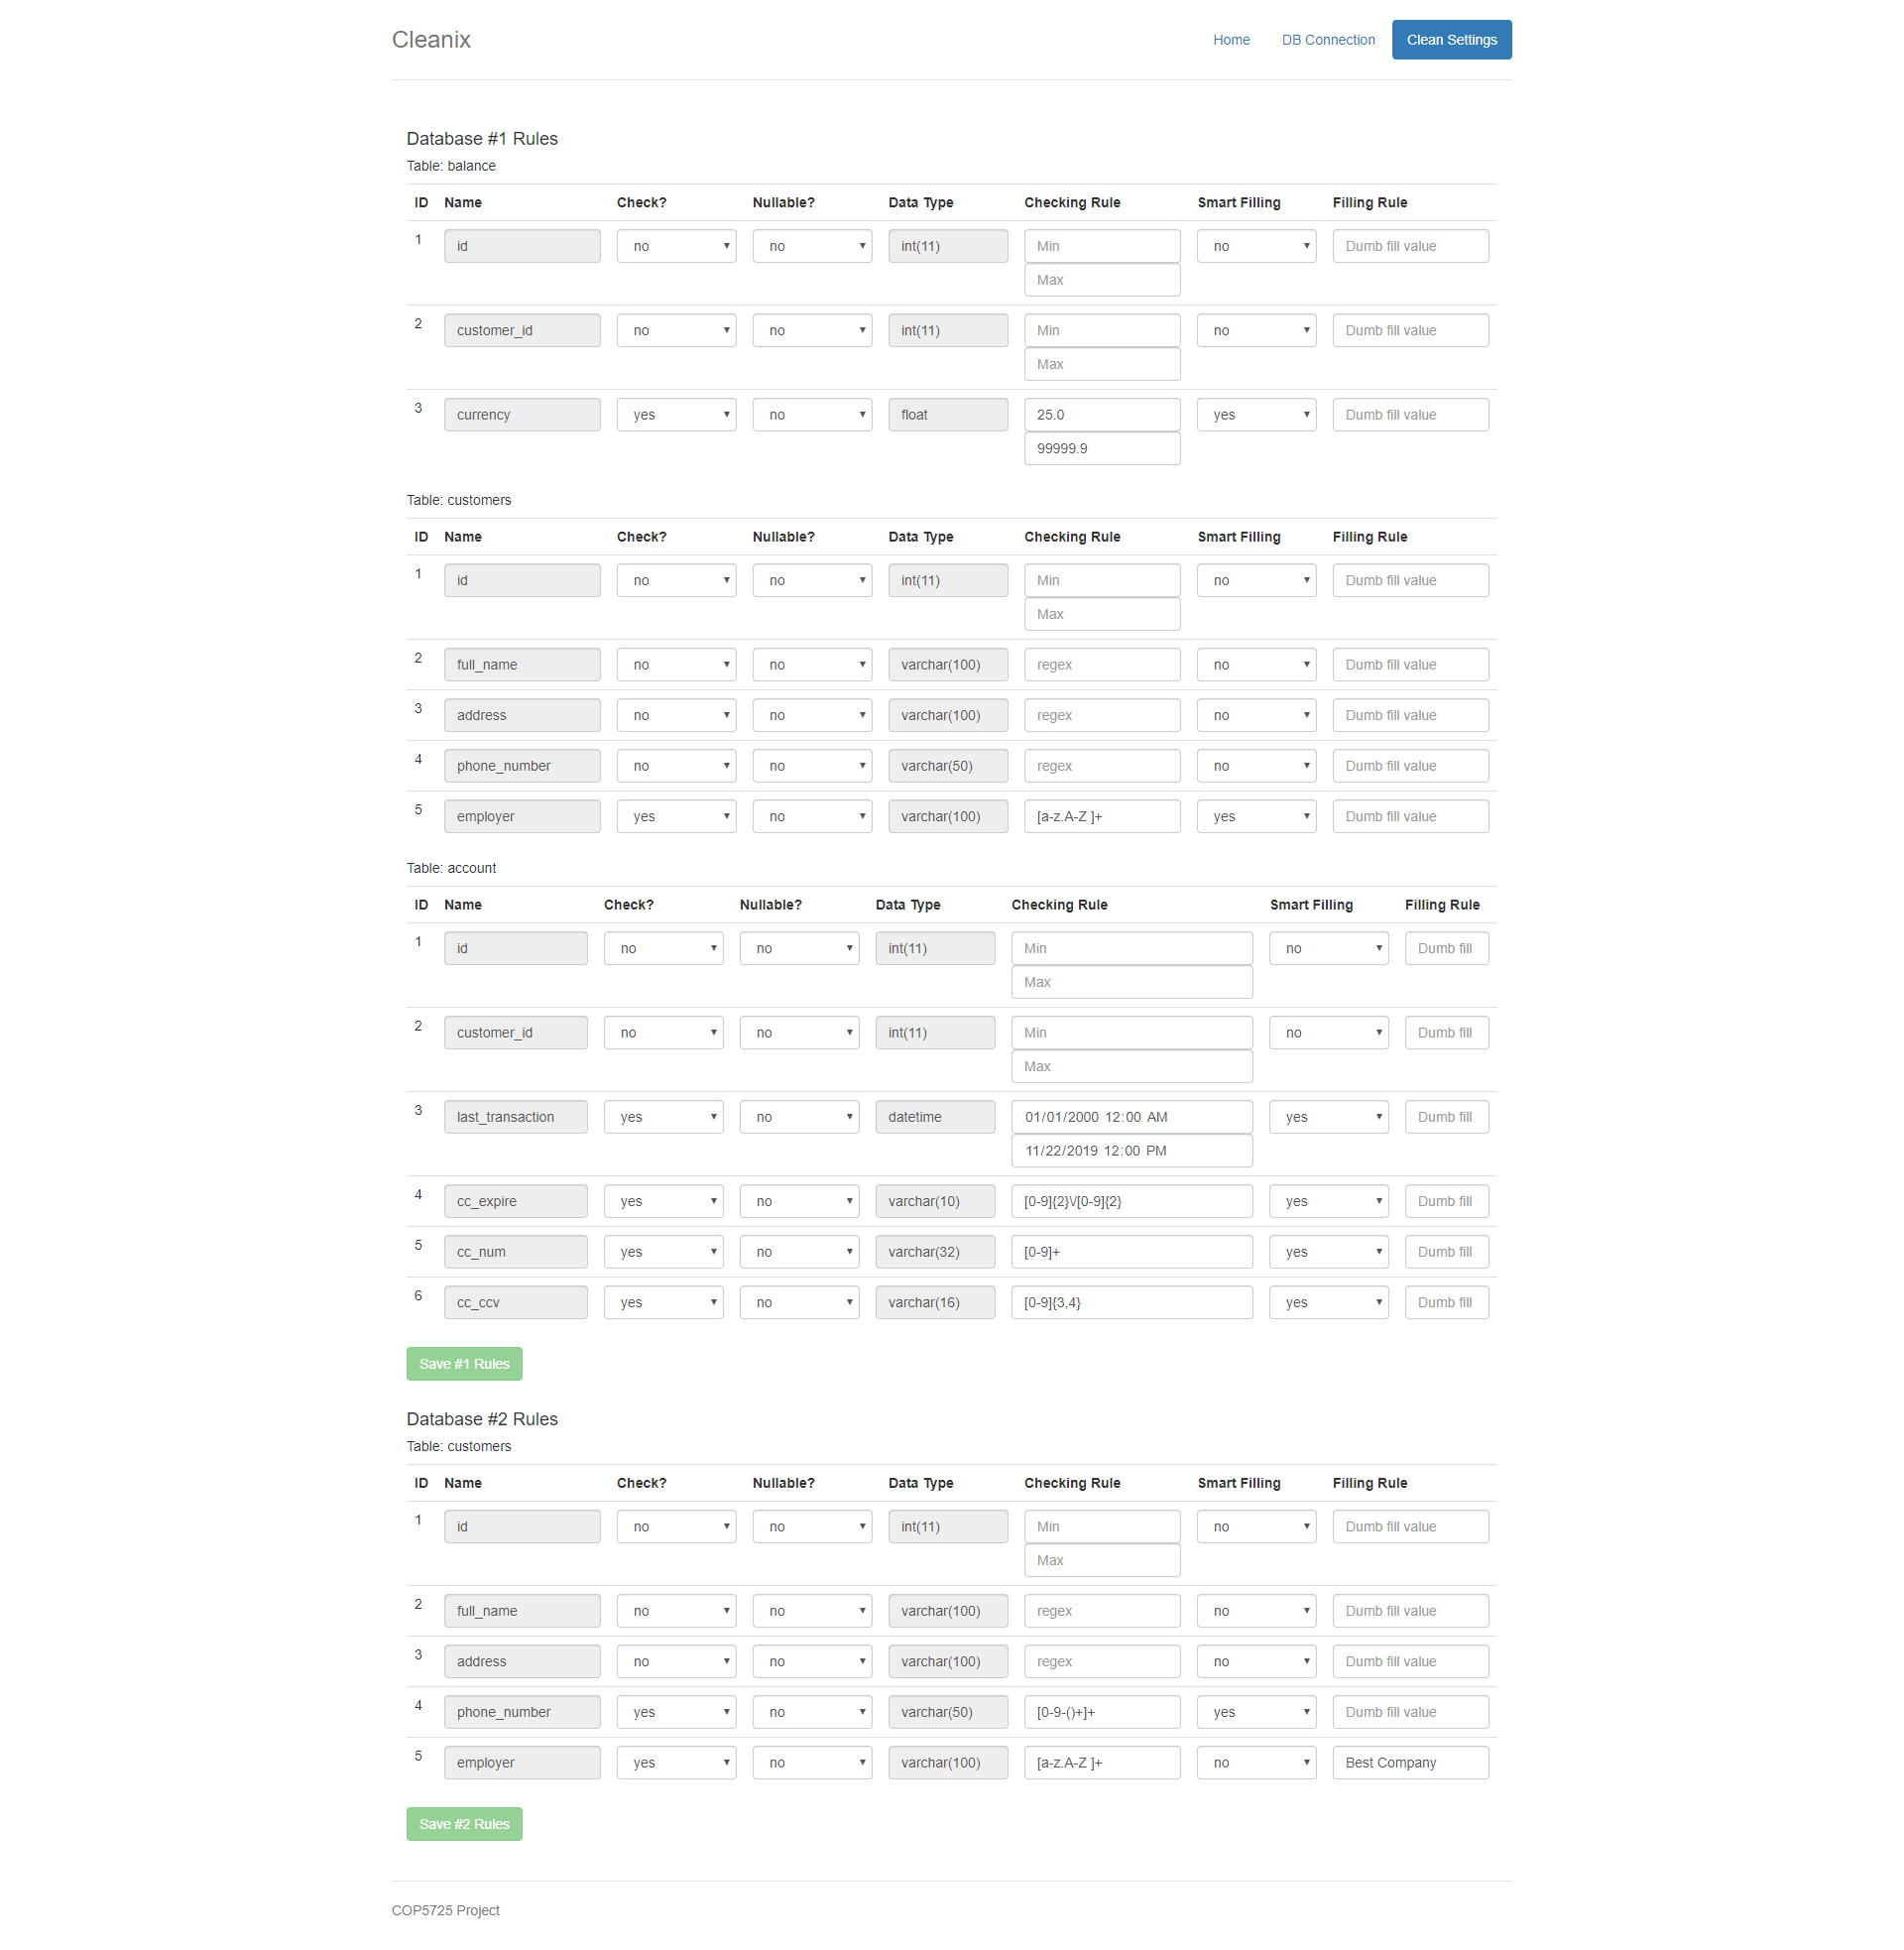 Cleanix Home DB Connection Clean Settings
Database #1 Rules
Table: balance
ID Name Check? Nullable? Data Type Checking Rule Smart Filling Filling Rule
1 id no no int(11) Min no Dumb fill value
Max
2 customer_id no no int(11) Min no Dumb fill value
Max
3 currency yes no float 25.0 yes Dumb fill value
99999.9
Table: customers
ID Name Check? Nullable? Data Type Checking Rule Smart Filling Filling Rule
1 id no no int(11) Min no Dumb fill value
Max
2 full_name no no varchar(100) regex no Dumb fill value
3 address no no varchar(100) regex no Dumb fill value
4 phone_number no no varchar(50) regex no Dumb fill value
5 employer yes no varchar(100) [a-z.A-Z ]+ yes Dumb fill value
Table: account
ID Name Check? Nullable? Data Type Checking Rule Smart Filling Filling Rule
1 id no no int(11) Min no Dumb fill
Max
2 customer_id no no int(11) Min no Dumb fill
Max
3 last_transaction yes no datetime 01/01/2000 12:00 AM yes Dumb fill
11/22/2019 12:00 PM
4 cc_expire yes no varchar(10) [0-9]{2}\/[0-9]{2} yes Dumb fill
5 cc_num yes no varchar(32) [0-9]+ yes Dumb fill
6 cc_ccv yes no varchar(16) [0-9]{3,4} yes Dumb fill
Save #1 Rules
Database #2 Rules
Table: customers
ID Name Check? Nullable? Data Type Checking Rule Smart Filling Filling Rule
1 id no no int(11) Min no Dumb fill value
Max
2 full_name no no varchar(100) regex no Dumb fill value
3 address no no varchar(100) regex no Dumb fill value
4 phone_number yes no varchar(50) [0-9-()+]+ yes Dumb fill value
5 employer yes no varchar(100) [a-z.A-Z ]+ no Best Company
Save #2 Rules
COP5725 Project